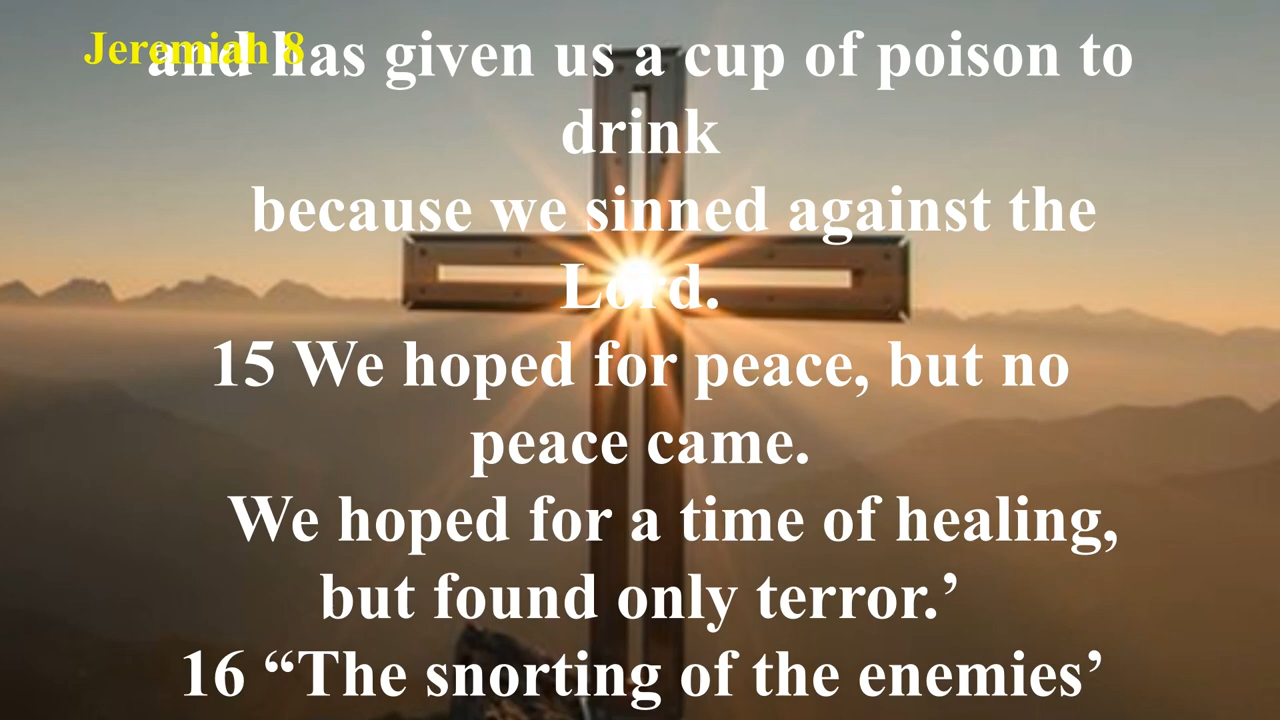 Jeremiah 8
and has given us a cup of poison to
drink
because we sinned against the
Lord.
15 We hoped for peace, but no
peace came.
We hoped for a time of healing,
but found only terror.’
16 “The snorting of the enemies’